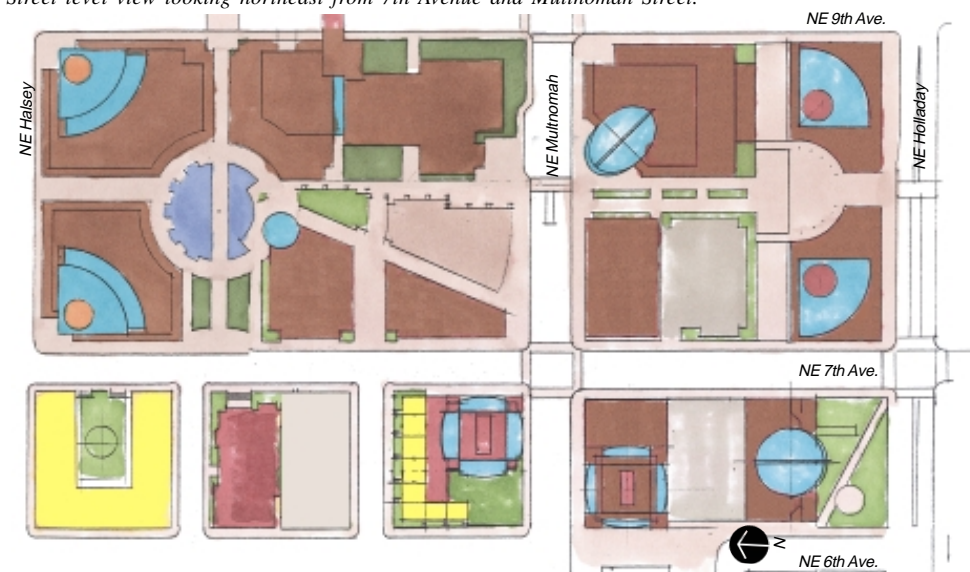 Street level view looking northeast from 7th Avenue and Multnomah Street.
NE 9th Ave.
NE Halsey
NE Multnomah
NE Holladay
NE 7th Ave.
N
NE 6th Ave.